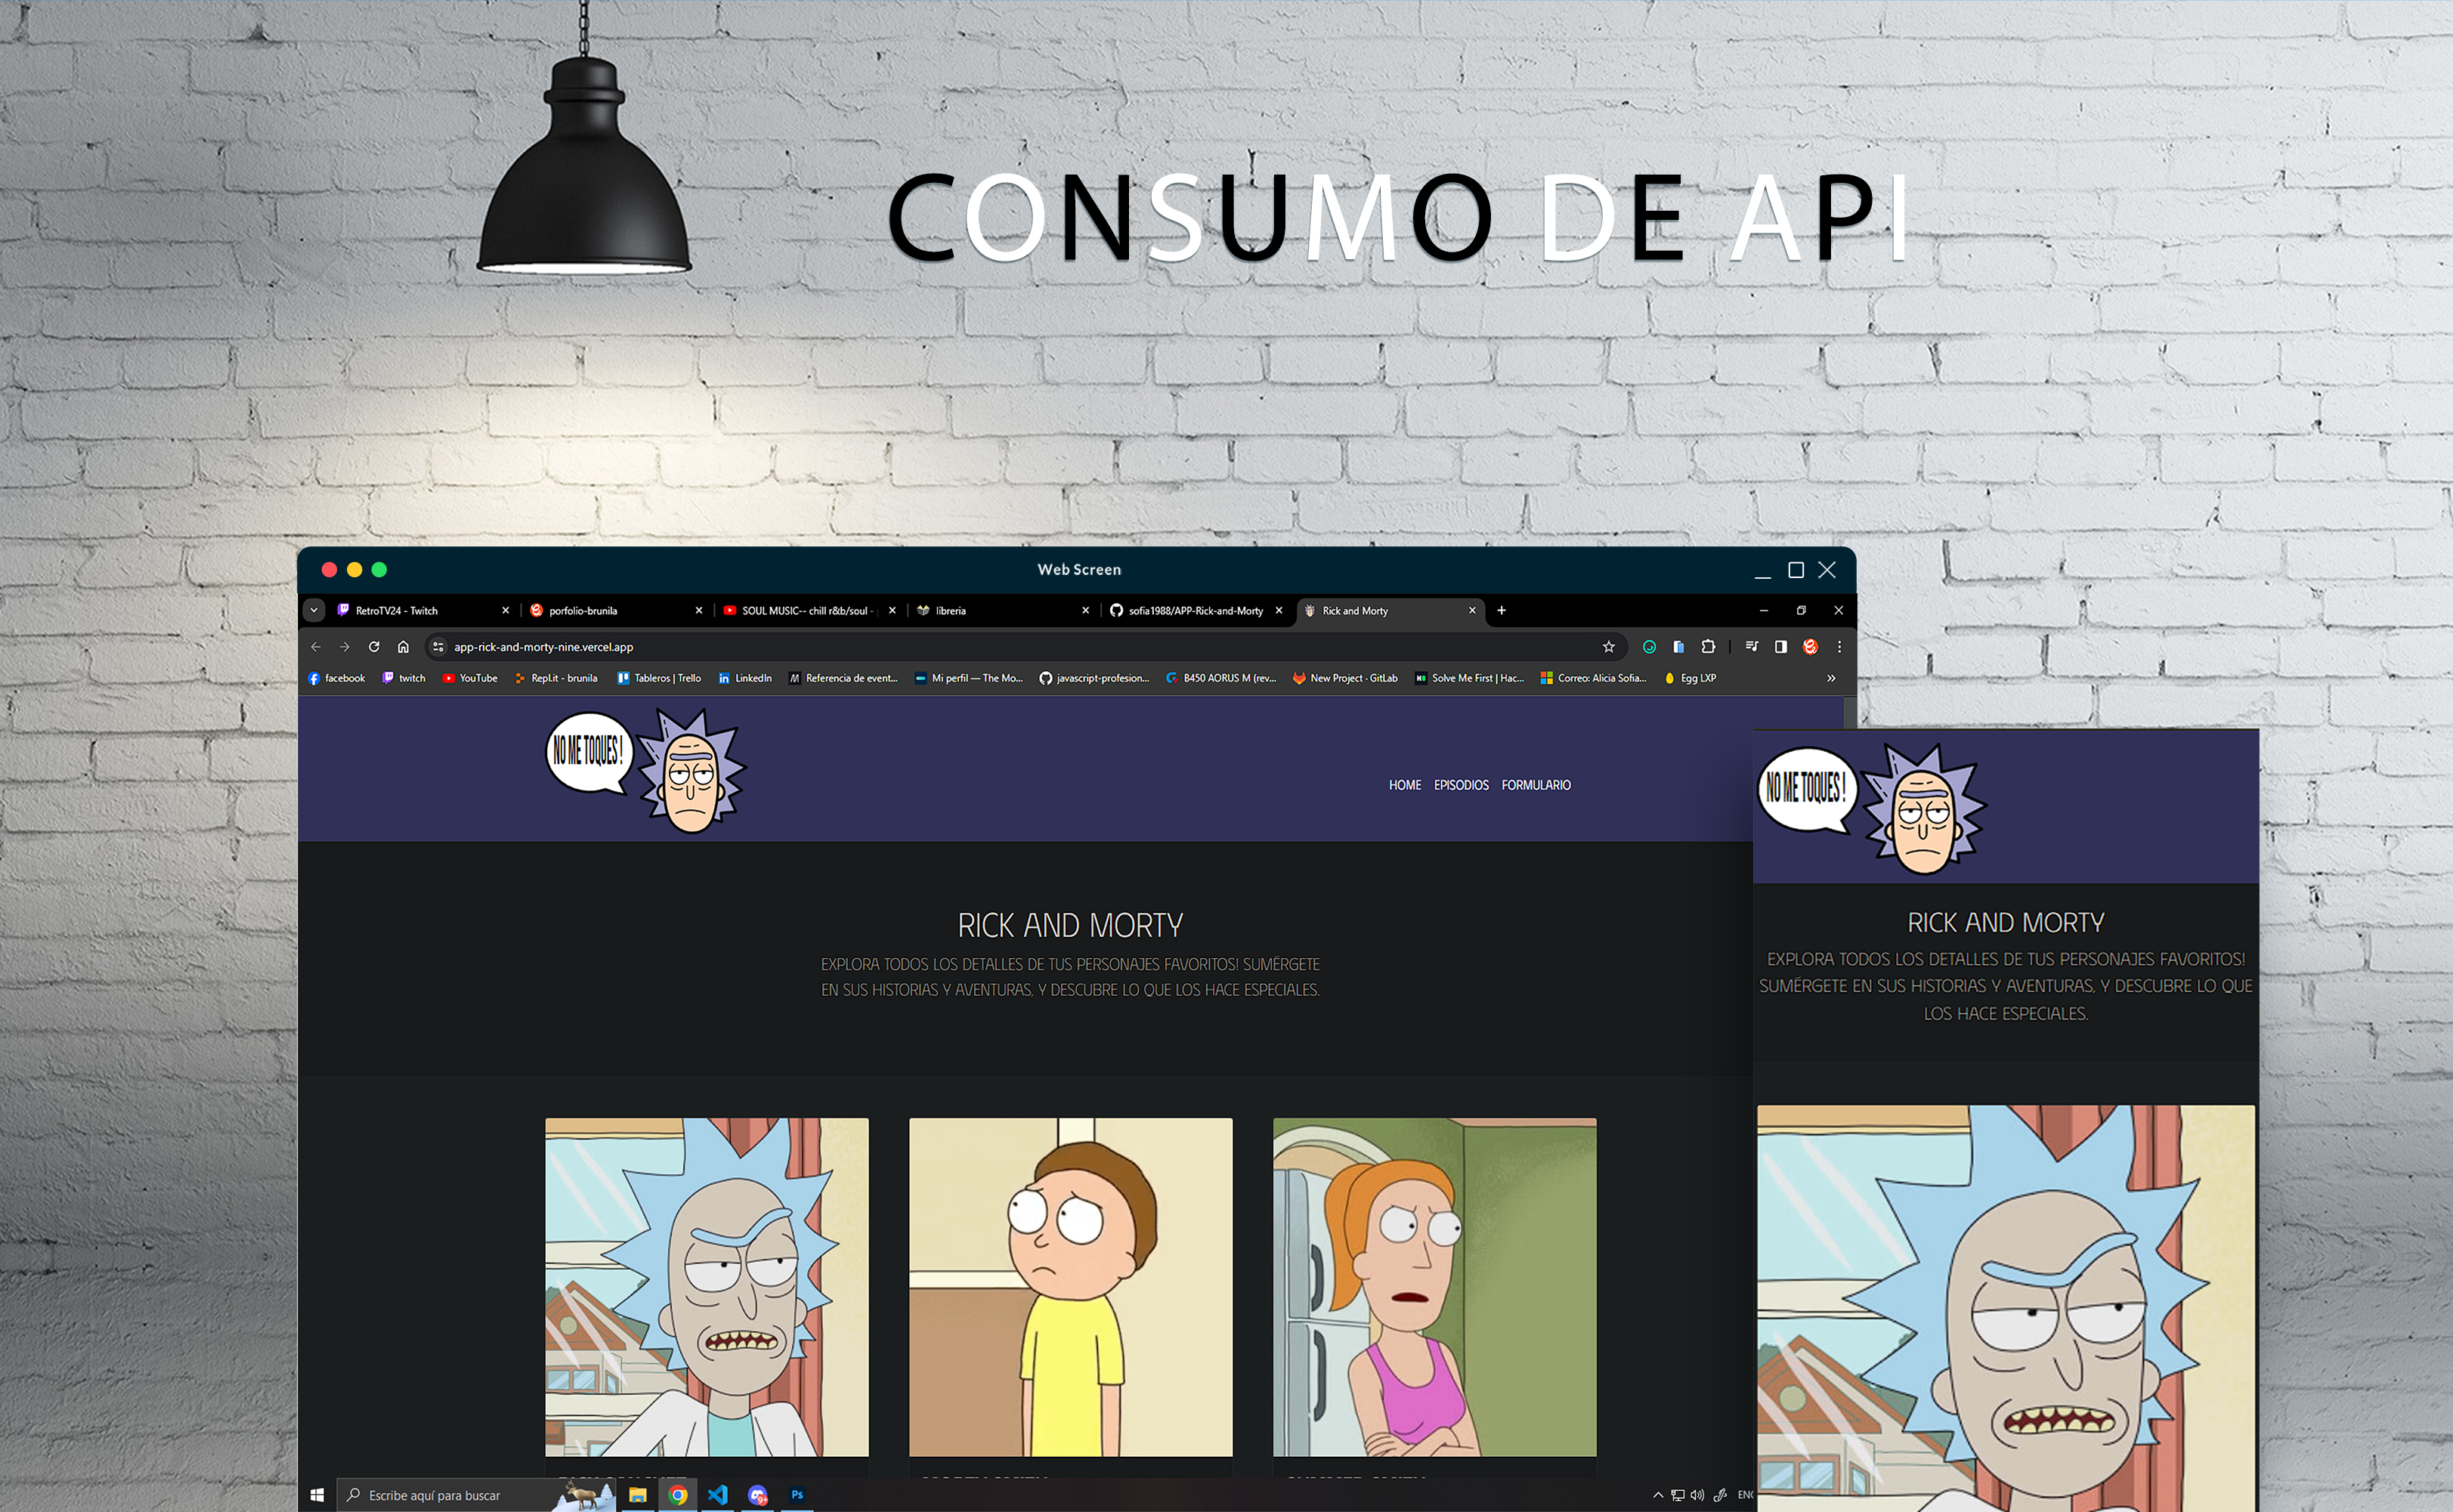 CONSUMO DE API
Web Screen
RetroTV24 - Twitch
porfolio-brunila
SOUL MUSIC-- chill r&b/soul -
libreria
sofia1988/APP-Rick-and-Morty
Rick and Morty
app-rick-and-morty-nine.vercel.app
facebook
twitch
YouTube
Repl.it - brunila
Tableros | Trello
LinkedIn
Referencia de event...
Mi perfil — The Mo...
javascript-profesion...
B450 AORUS M (rev...
New Project · GitLab
Solve Me First | Hac...
Correo: Alicia Sofia...
Egg LXP
NO ME TOQUES !
HOME EPISODIOS FORMULARIO
RICK AND MORTY
EXPLORA TODOS LOS DETALLES DE TUS PERSONAJES FAVORITOS! SUMÉRGETE
EN SUS HISTORIAS Y AVENTURAS, Y DESCUBRE LO QUE LOS HACE ESPECIALES.
Escribe aquí para buscar
9+
Ps
NO ME TOQUES !
RICK AND MORTY
EXPLORA TODOS LOS DETALLES DE TUS PERSONAJES FAVORITOS!
SUMÉRGETE EN SUS HISTORIAS Y AVENTURAS, Y DESCUBRE LO QUE
LOS HACE ESPECIALES.